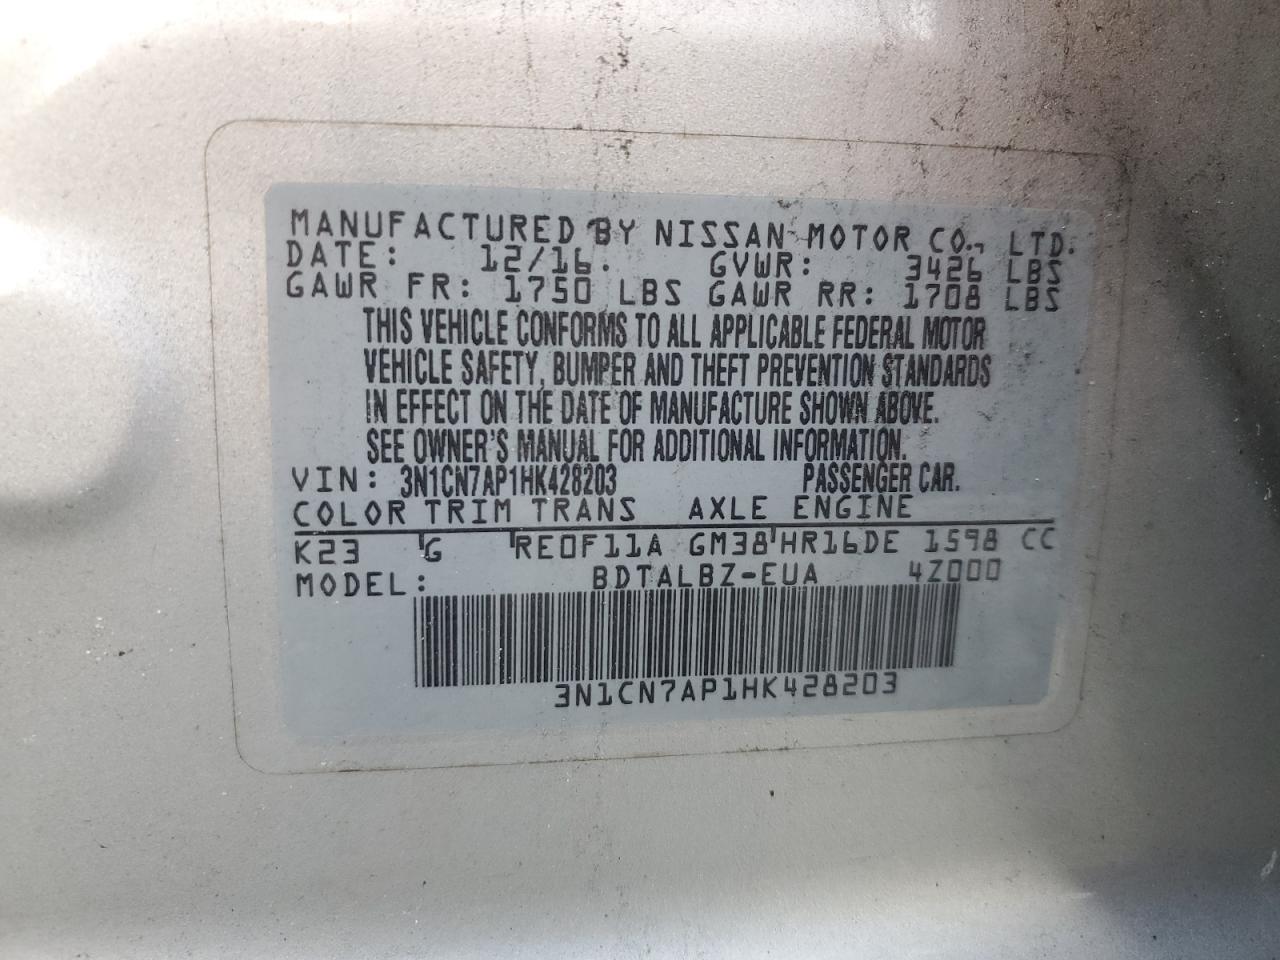 MANUFACTURED BY NISSAN MOTOR CO., LTD.
DATE: 12/16. GVWR: 3426 LBS
GAWR FR: 1750 LBS GAWR RR: 1708 LBS
THIS VEHICLE CONFORMS TO ALL APPLICABLE FEDERAL MOTOR
VEHICLE SAFETY, BUMPER AND THEFT PREVENTION STANDARDS
IN EFFECT ON THE DATE OF MANUFACTURE SHOWN ABOVE.
SEE OWNER'S MANUAL FOR ADDITIONAL INFORMATION.
VIN: 3N1CN7AP1HK428203 PASSENGER CAR.
COLOR TRIM TRANS AXLE ENGINE
K23 G RE0F11A GM38 HR16DE 1598 CC
MODEL: BDTALBZ-EUA 4Z000
3N1CN7AP1HK428203